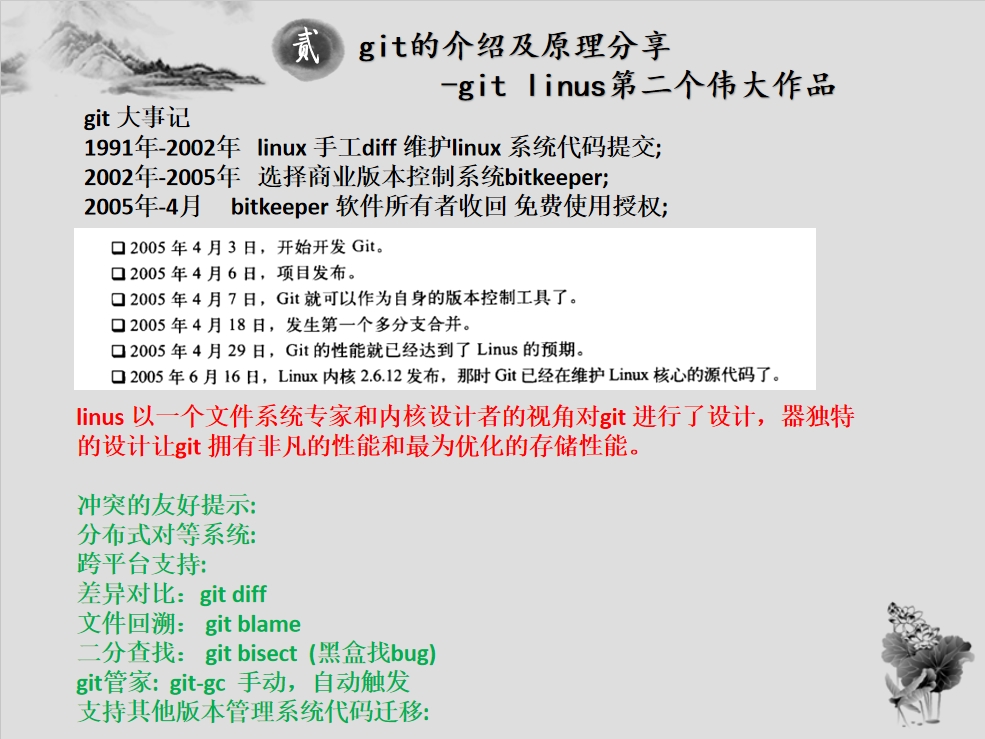 贰
git的介绍及原理分享
-git linus第二个伟大作品
git 大事记
1991年-2002年 linux 手工diff 维护linux 系统代码提交;
2002年-2005年 选择商业版本控制系统bitkeeper;
2005年-4月 bitkeeper 软件所有者收回 免费使用授权;
❑ 2005 年 4 月 3 日，开始开发 Git。
❑ 2005 年 4 月 6 日，项目发布。
❑ 2005 年 4 月 7 日，Git 就可以作为自身的版本控制工具了。
❑ 2005 年 4 月 18 日，发生第一个多分支合并。
❑ 2005 年 4 月 29 日，Git 的性能就已经达到了 Linus 的预期。
❑ 2005 年 6 月 16 日，Linux 内核 2.6.12 发布，那时 Git 已经在维护 Linux 核心的源代码了。
linus 以一个文件系统专家和内核设计者的视角对git 进行了设计，器独特
的设计让git 拥有非凡的性能和最为优化的存储性能。
冲突的友好提示:
分布式对等系统:
跨平台支持:
差异对比：git diff
文件回溯： git blame
二分查找： git bisect (黑盒找bug)
git管家: git-gc 手动，自动触发
支持其他版本管理系统代码迁移: